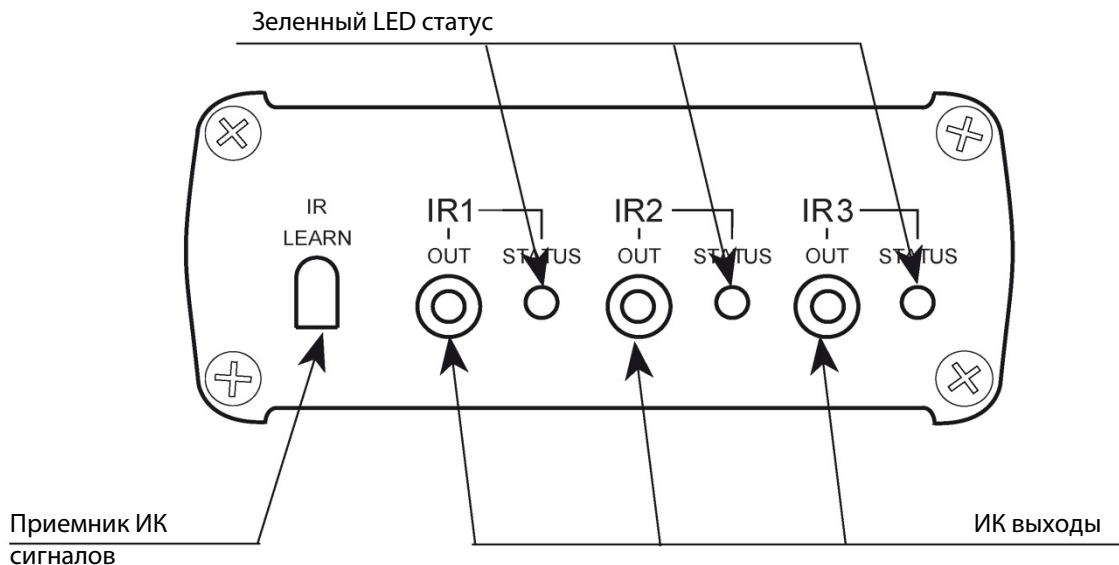 Зеленный LED статус
IR
LEARN
IR1
IR2
IR3
OUT
STATUS
OUT
STATUS
OUT
STATUS
Приемник ИК
сигналов
ИК выходы